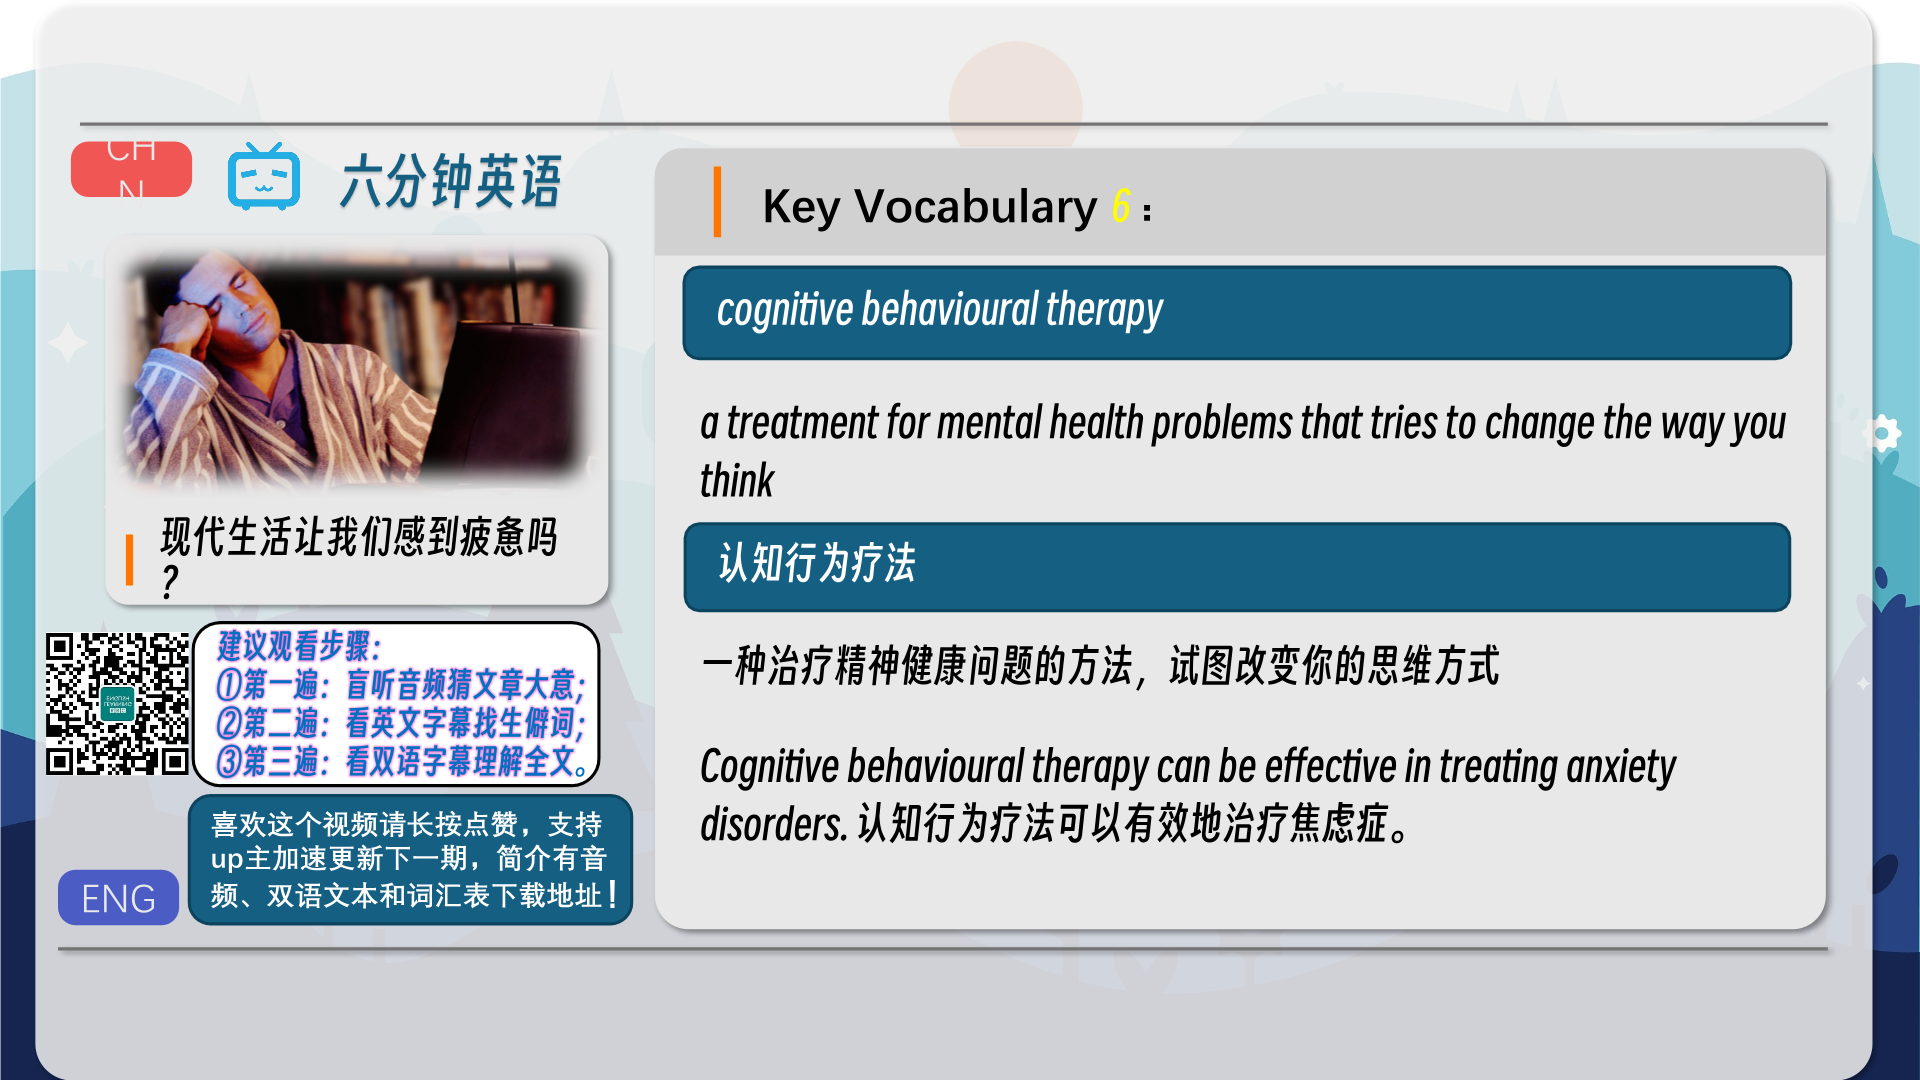 CH
N
六分钟英语
现代生活让我们感到疲惫吗
?
建议观看步骤：
①第一遍：盲听音频猜文章大意；
②第二遍：看英文字幕找生僻词；
③第三遍：看双语字幕理解全文。
喜欢这个视频请长按点赞，支持
up主加速更新下一期，简介有音
频、双语文本和词汇表下载地址！
ENG
Key Vocabulary 6：
cognitive behavioural therapy
a treatment for mental health problems that tries to change the way you
think
认知行为疗法
一种治疗精神健康问题的方法，试图改变你的思维方式
Cognitive behavioural therapy can be effective in treating anxiety
disorders. 认知行为疗法可以有效地治疗焦虑症。